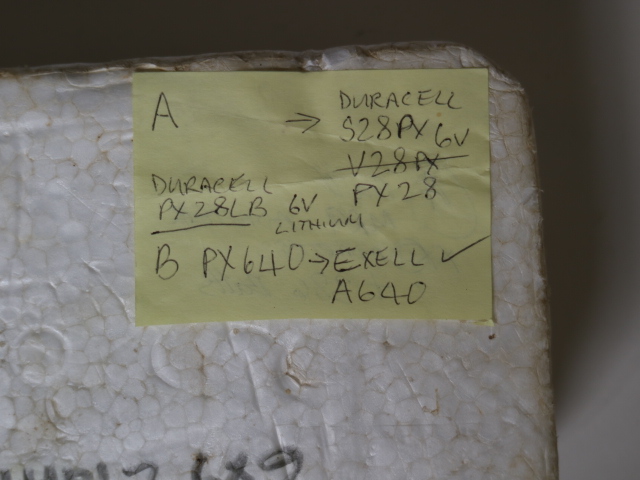 A → DURACELL
S28PX 6V
V28PX
PX28
DURACELL
PX28LB 6V
LITHIUM
B PX640 → EXELL ✓
A640